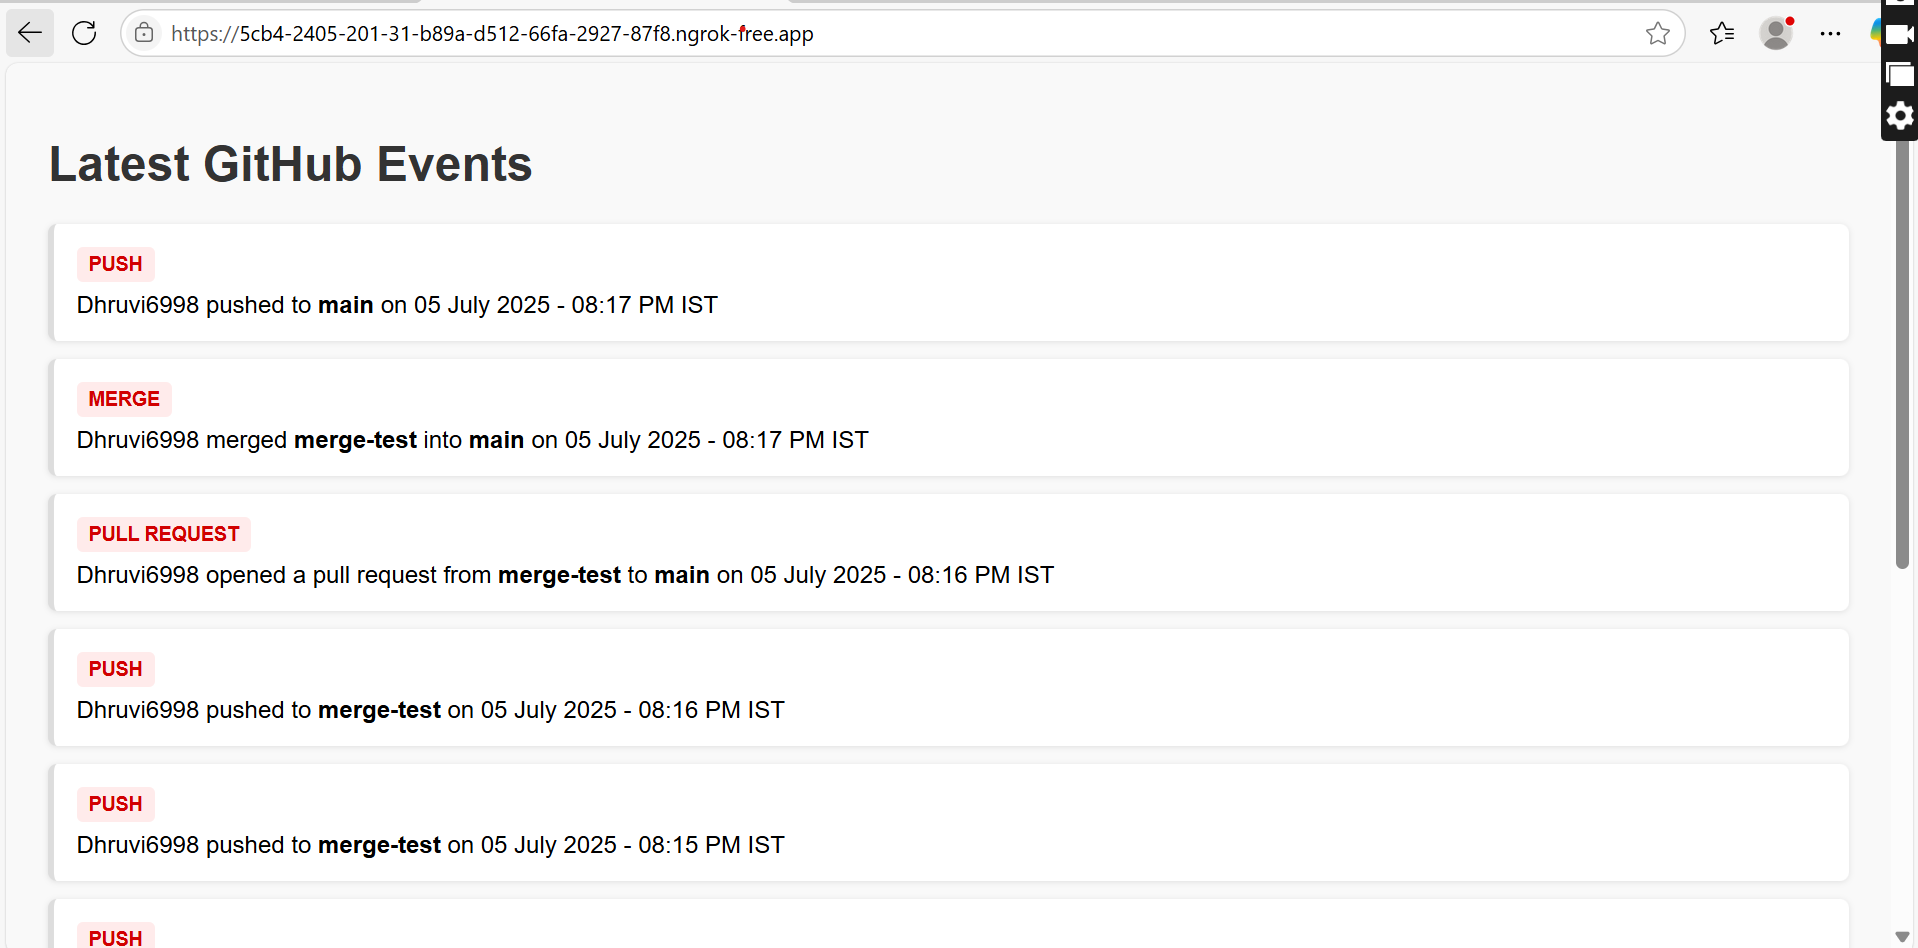 https://5cb4-2405-201-31-b89a-d512-66fa-2927-87f8.ngrok-free.app
Latest GitHub Events
PUSH
Dhruvi6998 pushed to main on 05 July 2025 - 08:17 PM IST
MERGE
Dhruvi6998 merged merge-test into main on 05 July 2025 - 08:17 PM IST
PULL REQUEST
Dhruvi6998 opened a pull request from merge-test to main on 05 July 2025 - 08:16 PM IST
PUSH
Dhruvi6998 pushed to merge-test on 05 July 2025 - 08:16 PM IST
PUSH
Dhruvi6998 pushed to merge-test on 05 July 2025 - 08:15 PM IST
PUSH